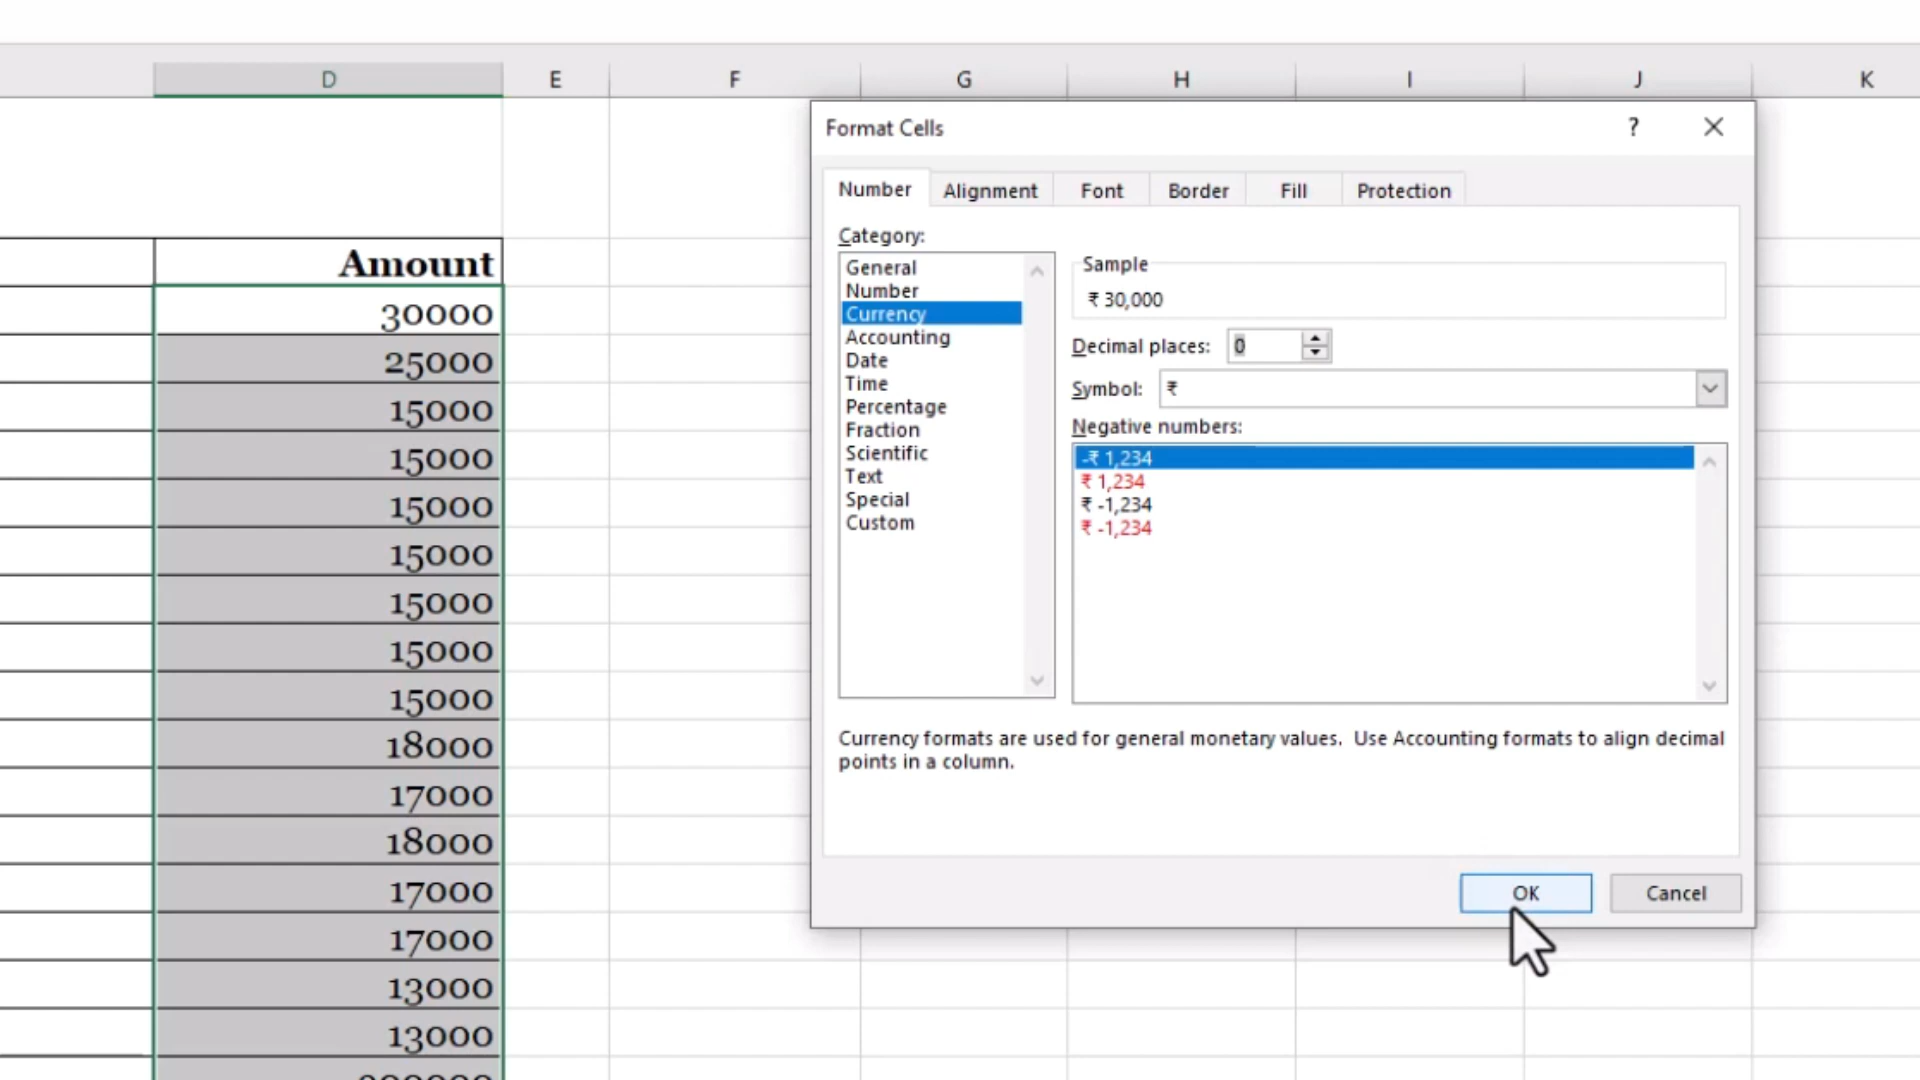 D
E
F
G
H
I
J
K
Amount
30000
25000
15000
15000
15000
15000
15000
15000
15000
18000
17000
18000
17000
17000
13000
13000
Format Cells
?
Number
Alignment
Font
Border
Fill
Protection
Category:
General
Number
Currency
Accounting
Date
Time
Percentage
Fraction
Scientific
Text
Special
Custom
Sample
₹ 30,000
Decimal places: 0
Symbol: ₹
Negative numbers:
-₹ 1,234
₹ 1,234
₹ -1,234
₹ -1,234
Currency formats are used for general monetary values.  Use Accounting formats to align decimal
points in a column.
OK
Cancel